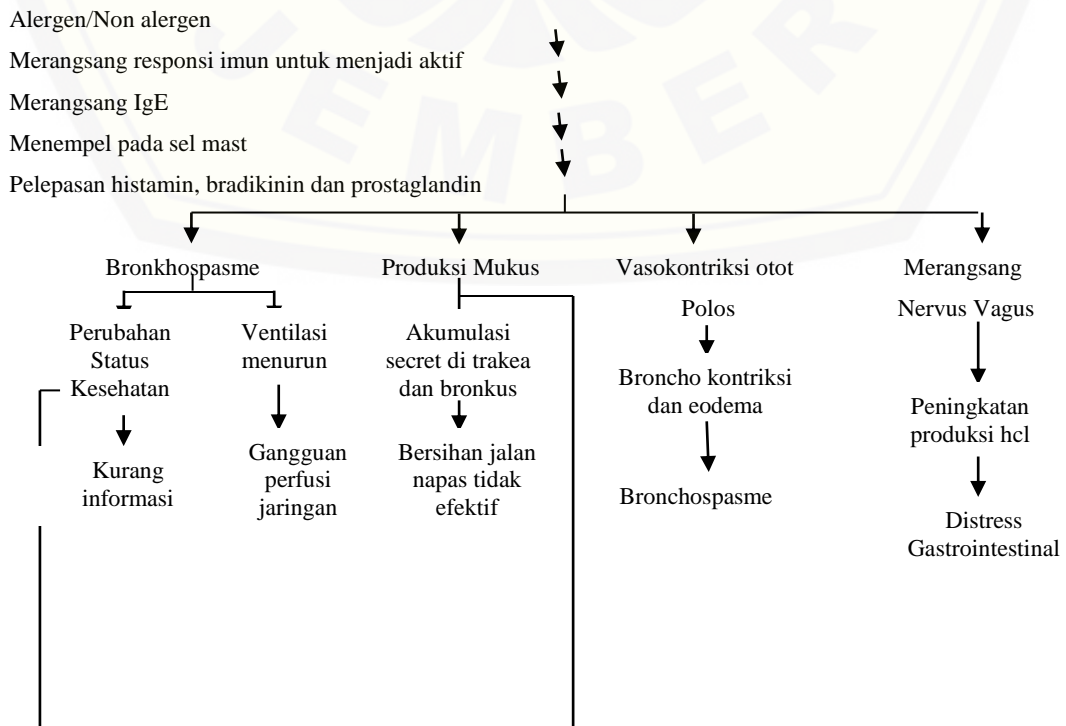 Alergen/Non alergen
Merangsang responsi imun untuk menjadi aktif
Merangsang IgE
Menempel pada sel mast
Pelepasan histamin, bradikinin dan prostaglandin
JEMBER
Bronkhospasme
Produksi Mukus
Vasokontriksi otot
Polos
Merangsang
Nervus Vagus
Perubahan
Status
Kesehatan
Ventilasi
menurun
Akumulasi
secret di trakea
dan bronkus
Broncho kontriksi
dan eodema
Peningkatan
produksi hcl
Kurang
informasi
Gangguan
perfusi
jaringan
Bersihan jalan
napas tidak
efektif
Bronchospasme
Distress
Gastrointestinal